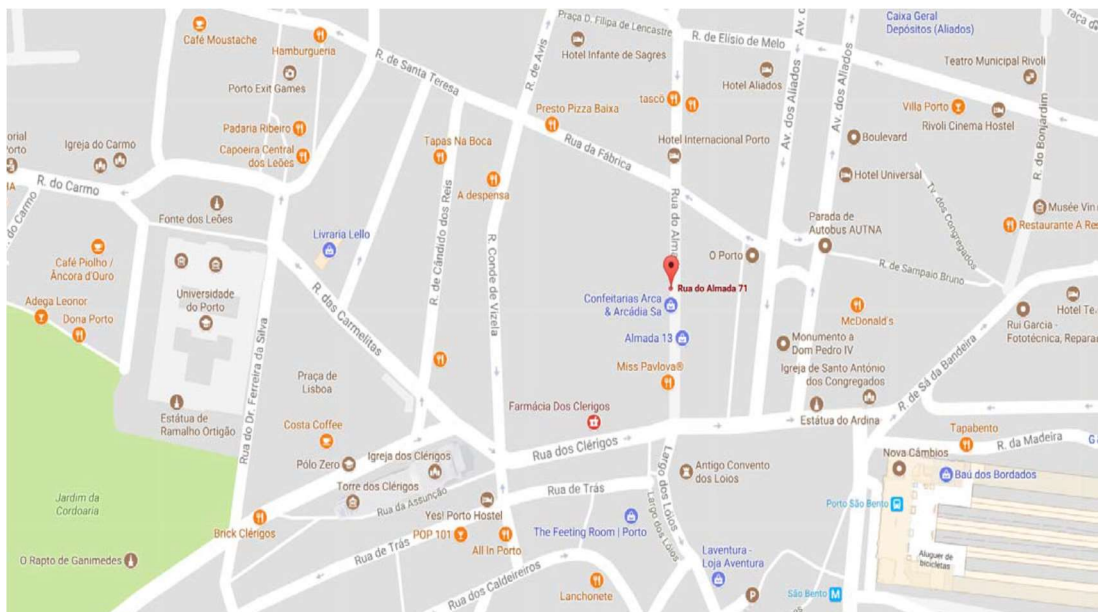 Praça D. Filipa de Lencastre
Caixa Geral
Depósitos (Aliados)
Café Moustache
Hamburgueria
R. de Elísio de Melo
Av. dos Aliados
Av. dos Aliados
Hotel Infante de Sagres
R. de Avis
R. de Santa Teresa
Teatro Municipal Rivoli
Porto Exit Games
Hotel Aliados
tascö
Presto Pizza Baixa
Villa Porto
Rivoli Cinema Hostel
Padaria Ribeiro
Boulevard
Igreja do Carmo
Capoeira Central
dos Leões
Tapas Na Boca
Rua da Fábrica
Hotel Internacional Porto
R. do Bonjardim
R. do Carmo
A despensa
Hotel Universal
Tv. dos Congregados
Fonte dos Leões
Musée
Restaurante A
Parada de
Autobus AUTNA
Livraria Lello
R. de Cândido dos Reis
R. Conde de Vizela
Café Piolho /
Âncora d'Ouro
O Porto
R. de Sampaio Bruno
Rua do Almada 71
Universidade
do Porto
R. das Carmelitas
Confeitarias Arca
& Arcádia Sa
Adega Leonor
Dona Porto
McDonald's
Rui Garcia -
Fototécnica,
Almada 13
Monumento a
Dom Pedro IV
Miss Pavlova®
Igreja de Santo António
dos Congregados
R. de Sá da Bandeira
Rua do Dr. Ferreira da Silva
Praça de
Lisboa
Estátua de
Ramalho Ortigão
Farmácia Dos Clerigos
Costa Coffee
Estátua do Ardina
Tapabento
Rua dos Clérigos
R. da Madeira
Pólo Zero
Igreja dos Clérigos
Nova Câmbios
Largo dos Lóios
Antigo Convento
dos Loios
Baú dos Bordados
Torre dos Clérigos
Rua de Trás
Jardim da
Cordoaria
Rua da Assunção
Yes! Porto Hostel
Largo dos Lóios
Porto São Bento
Brick Clérigos
POP 101
All In Porto
The Feeting Room | Porto
Rua de Trás
O Rapto de Ganimedes
Laventura -
Loja Aventura
Aluguer de
bicicletas
Rua dos Caldeireiros
Lanchonete
P
São Bento
M